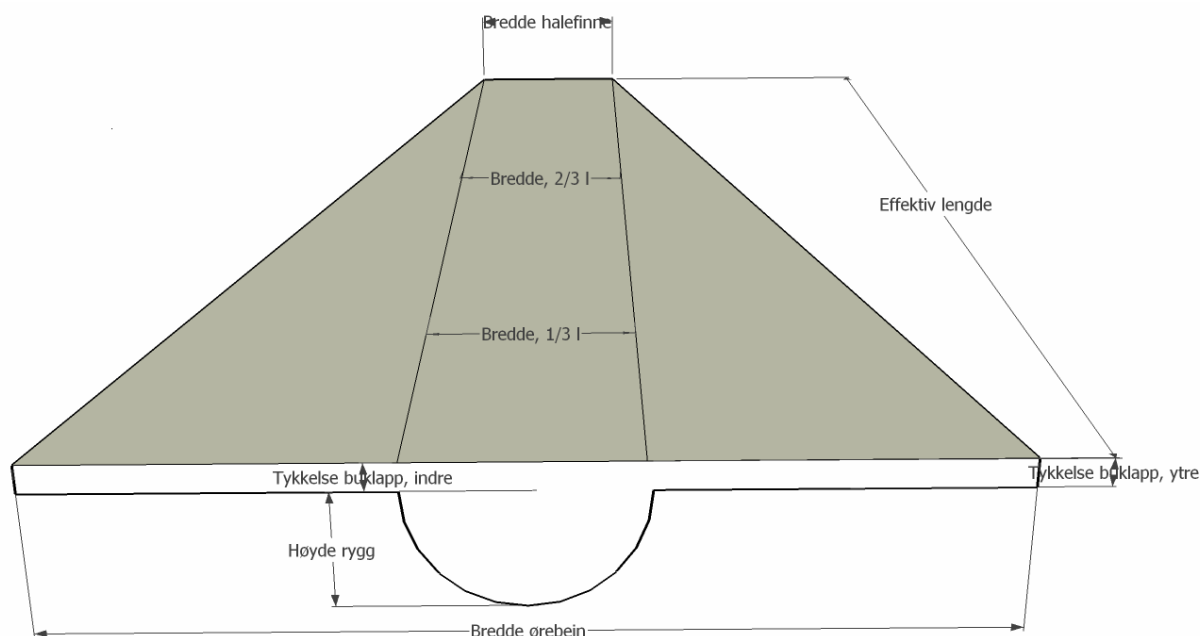 Bredde halefinne
Bredde, 2/3 l
Effektiv lengde
Bredde, 1/3 l
Tykkelse buklapp, indre
Tykkelse buklapp, ytre
Høyde rygg
Bredde ørebein